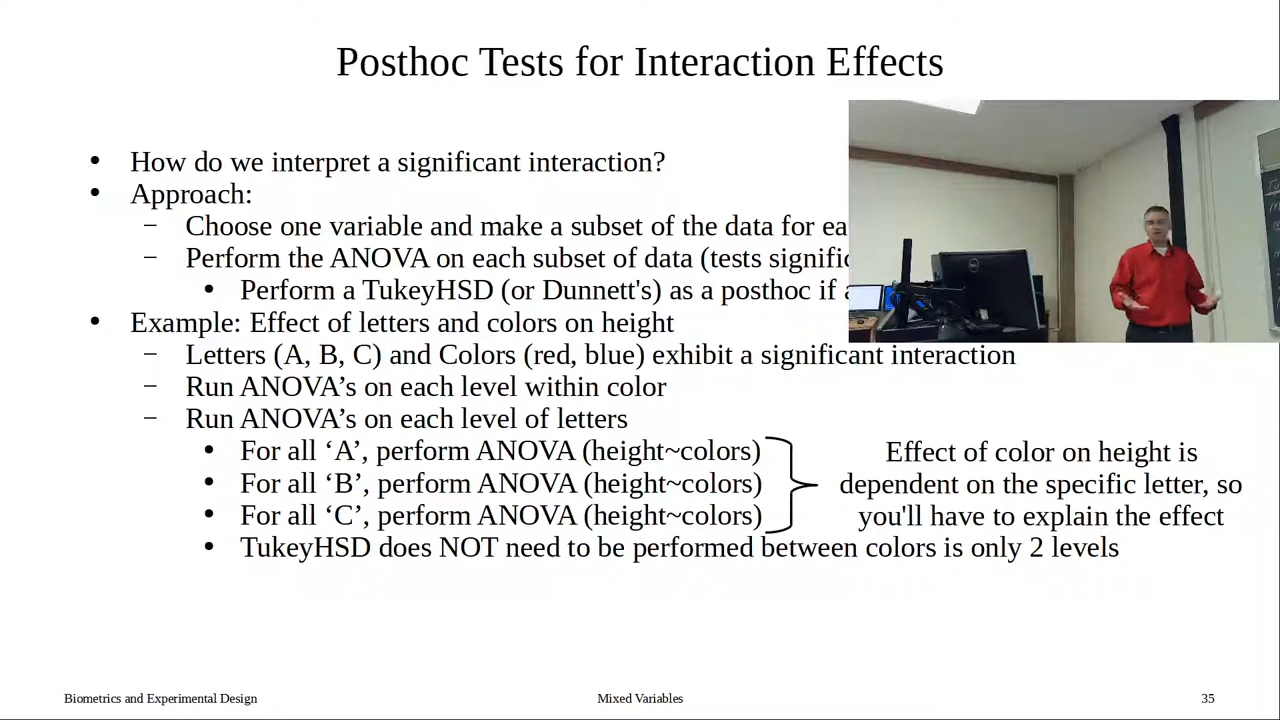 Posthoc Tests for Interaction Effects
• How do we interpret a significant interaction?
• Approach:
– Choose one variable and make a subset of the data for
– Perform the ANOVA on each subset of data (tests
• Perform a TukeyHSD (or Dunnett's) as a posthoc if
• Example: Effect of letters and colors on height
– Letters (A, B, C) and Colors (red, blue) exhibit a significant interaction
– Run ANOVA’s on each level within color
– Run ANOVA’s on each level of letters
• For all ‘A’, perform ANOVA (height~colors)
• For all ‘B’, perform ANOVA (height~colors)
• For all ‘C’, perform ANOVA (height~colors)
Effect of color on height is
dependent on the specific letter, so
you'll have to explain the effect
• TukeyHSD does NOT need to be performed between colors is only 2 levels
Biometrics and Experimental Design
Mixed Variables
35